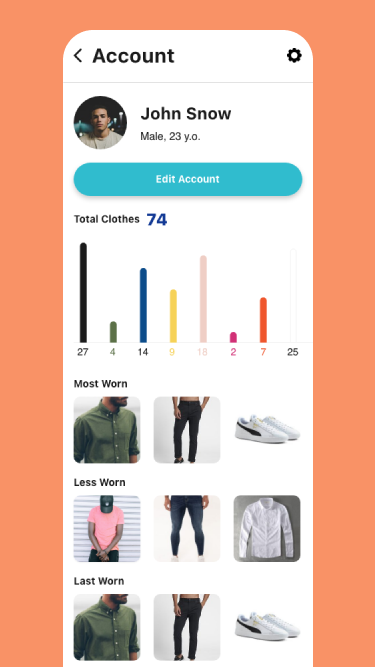 Account
John Snow
Male, 23 y.o.
Edit Account
Total Clothes 74
27 4 14 9 18 2 7 25
Most Worn
Less Worn
Last Worn